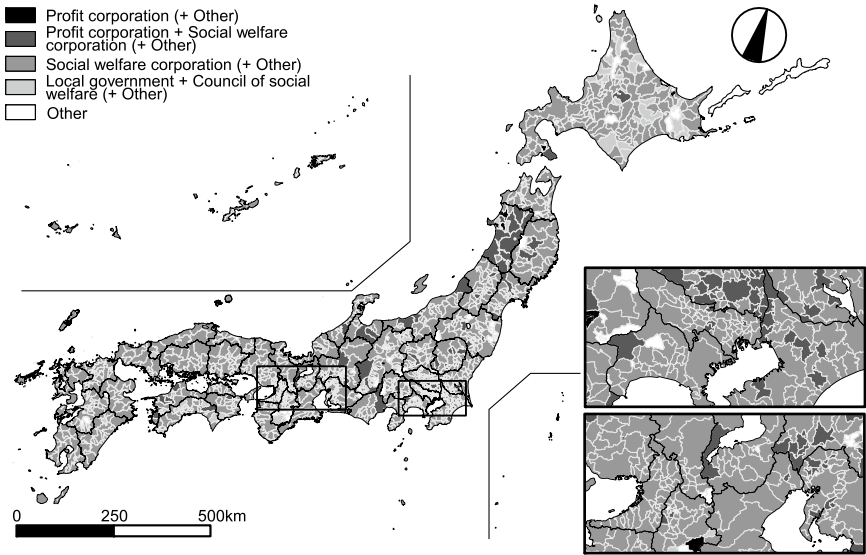 Profit corporation (+ Other)
Profit corporation + Social welfare
corporation (+ Other)
Social welfare corporation (+ Other)
Local government + Council of social
welfare (+ Other)
Other
0 250 500km